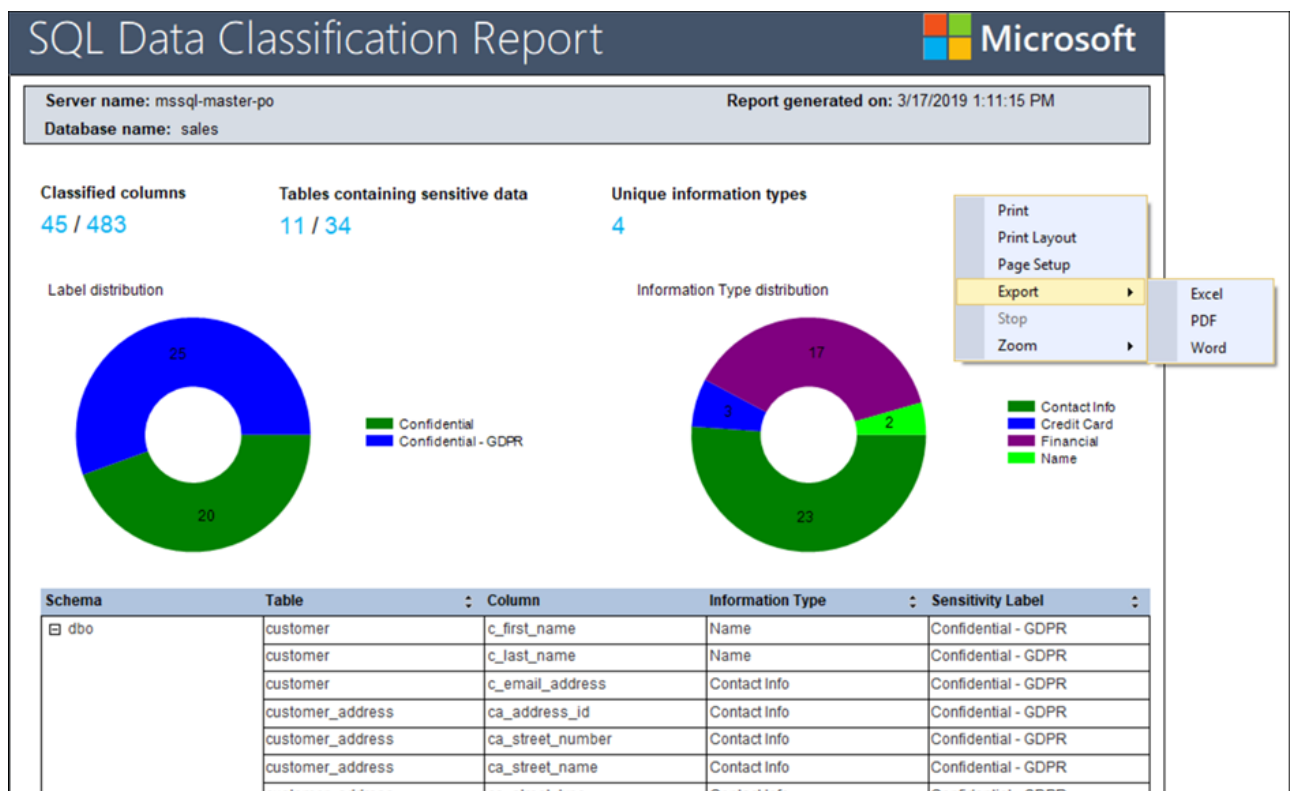 SQL Data Classification Report
Microsoft
Server name: mssql-master-po
Report generated on: 3/17/2019 1:11:15 PM
Database name: sales
Classified columns
Tables containing sensitive data
Unique information types
45 / 483
11 / 34
4
Print
Print Layout
Page Setup
Export
Stop
Zoom
Excel
PDF
Word
Label distribution
25
20
Confidential
Confidential - GDPR
Information Type distribution
17
3
2
23
Contact Info
Credit Card
Financial
Name
Schema Table Column Information Type Sensitivity Label
dbo customer c_first_name Name Confidential - GDPR
customer c_last_name Name Confidential - GDPR
customer c_email_address Contact Info Confidential - GDPR
customer_address ca_address_id Contact Info Confidential - GDPR
customer_address ca_street_number Contact Info Confidential - GDPR
customer_address ca_street_name Contact Info Confidential - GDPR